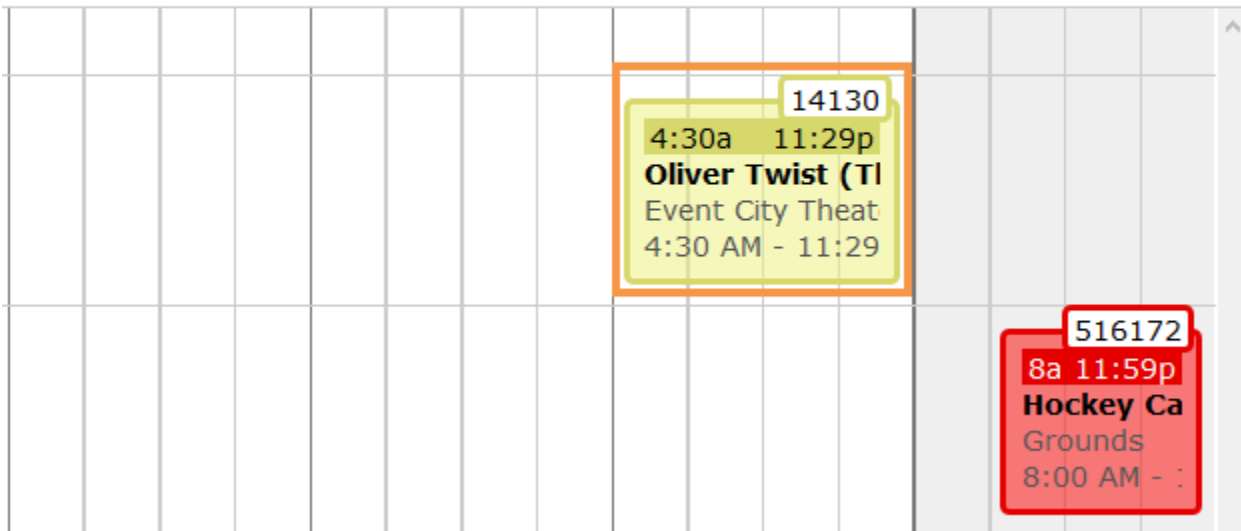 14130
4:30a 11:29p
Oliver Twist (Tl
Event City Theat
4:30 AM - 11:29
516172
8a 11:59p
Hockey Ca
Grounds
8:00 AM -